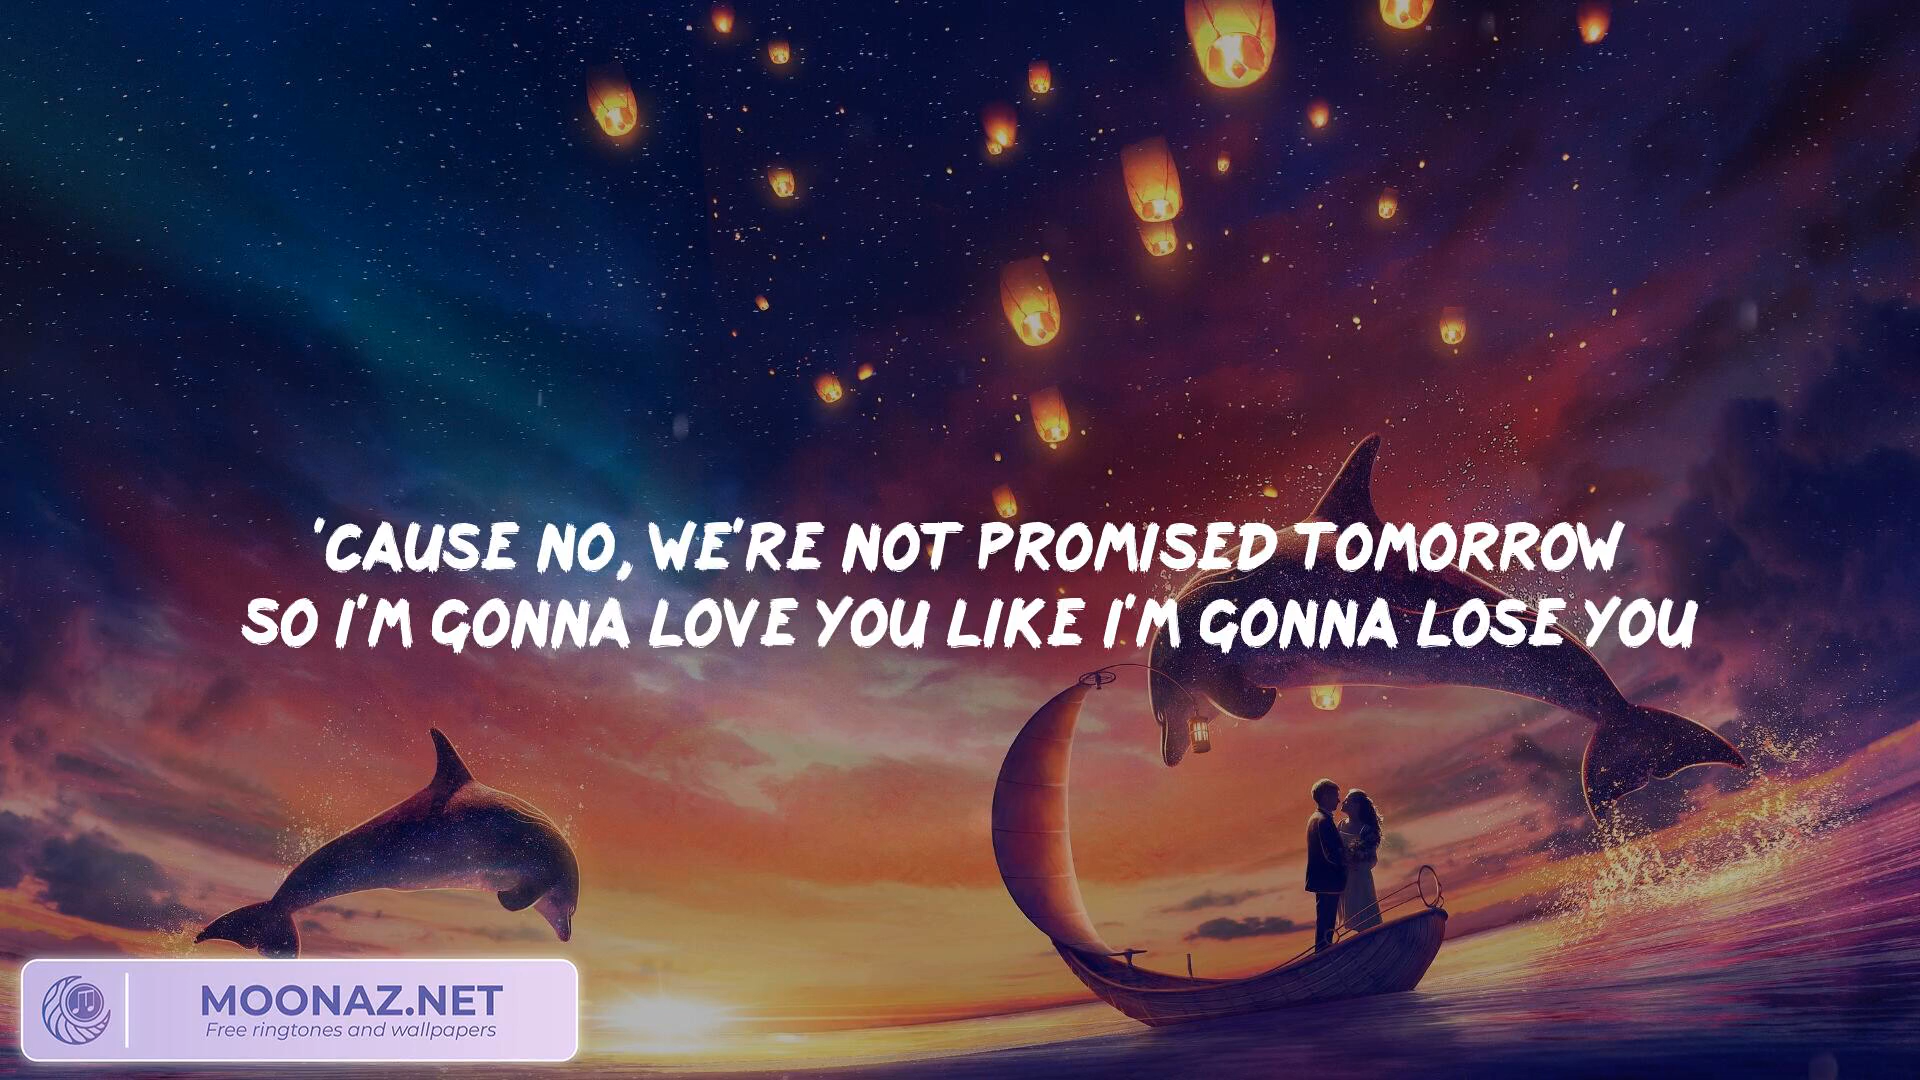 'CAUSE NO, WE'RE NOT PROMISED TOMORROW
SO I'M GONNA LOVE YOU LIKE I'M GONNA LOSE YOU
MOONAZ.NET
Free ringtones and wallpapers